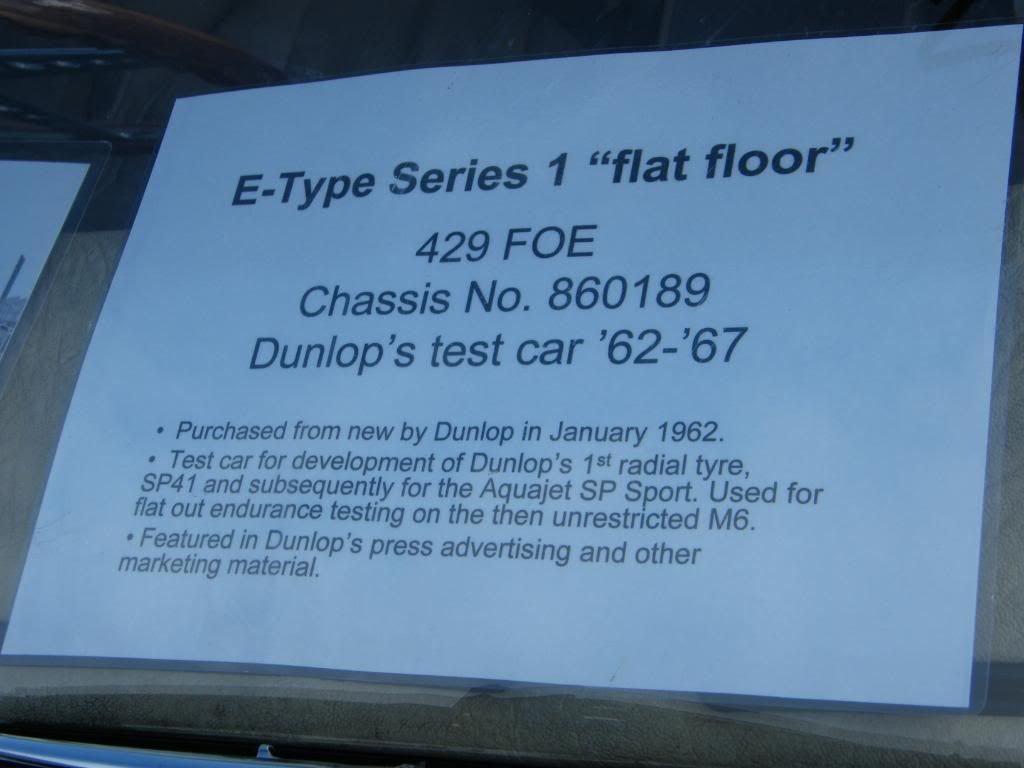 E-Type Series 1 “flat floor”
429 FOE
Chassis No. 860189
Dunlop’s test car ’62-’67
• Purchased from new by Dunlop in January 1962.
• Test car for development of Dunlop’s 1st radial tyre,
SP41 and subsequently for the Aquajet SP Sport. Used for
flat out endurance testing on the then unrestricted M6.
• Featured in Dunlop’s press advertising and other
marketing material.